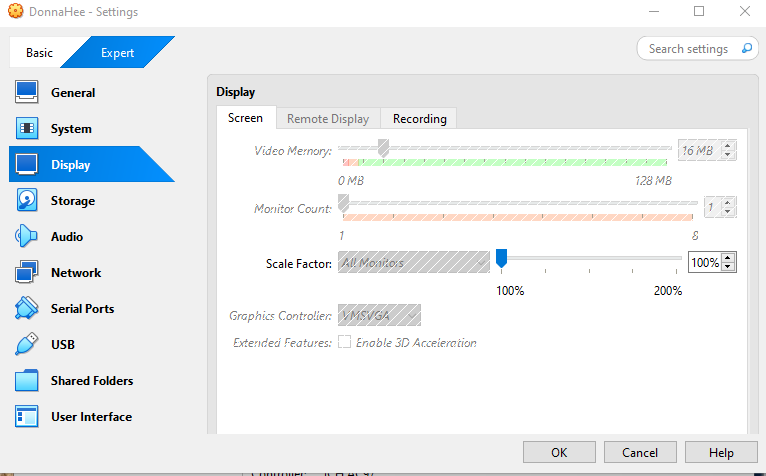 DonnaHee - Settings
Basic
Expert
Search settings
General
System
Display
Storage
Audio
Network
Serial Ports
USB
Shared Folders
User Interface
Display
Screen
Remote Display
Recording
Video Memory:
16 MB
0 MB
128 MB
Monitor Count:
1
1
8
Scale Factor:
All Monitors
100%
100%
200%
Graphics Controller:
VMSVGA
Extended Features:
Enable 3D Acceleration
OK
Cancel
Help